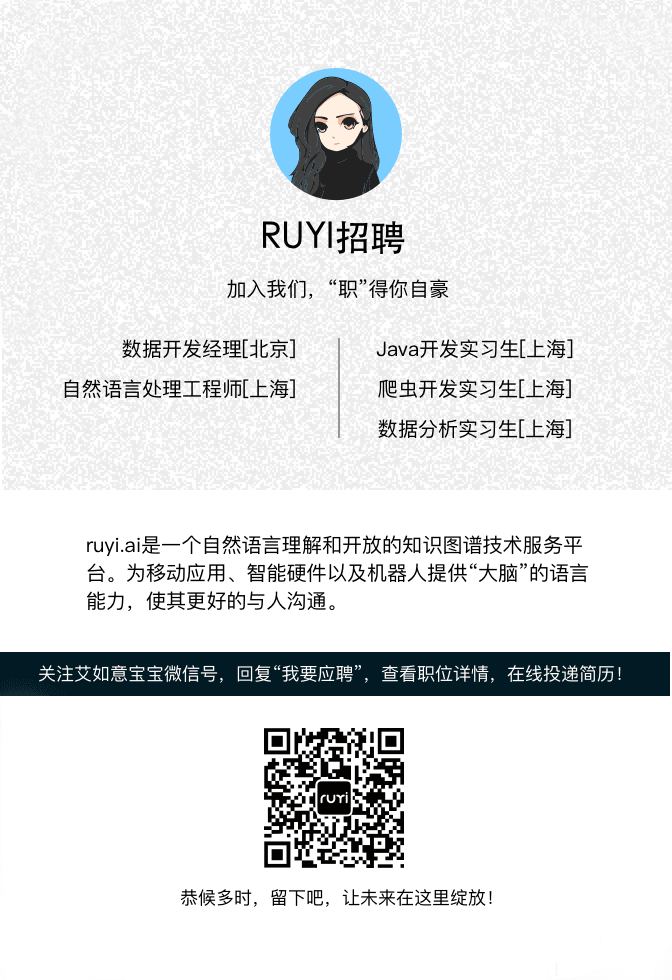 RUYI招聘
加入我们，“职”得你自豪
数据开发经理[北京]
自然语言处理工程师[上海]
Java开发实习生[上海]
爬虫开发实习生[上海]
数据分析实习生[上海]
ruyi.ai是一个自然语言理解和开放的知识图谱技术服务平
台。为移动应用、智能硬件以及机器人提供“大脑”的语言
能力，使其更好的与人沟通。
关注艾如意宝宝微信号，回复“我要应聘”，查看职位详情，在线投递简历！
ruyi
恭候多时，留下吧，让未来在这里绽放！